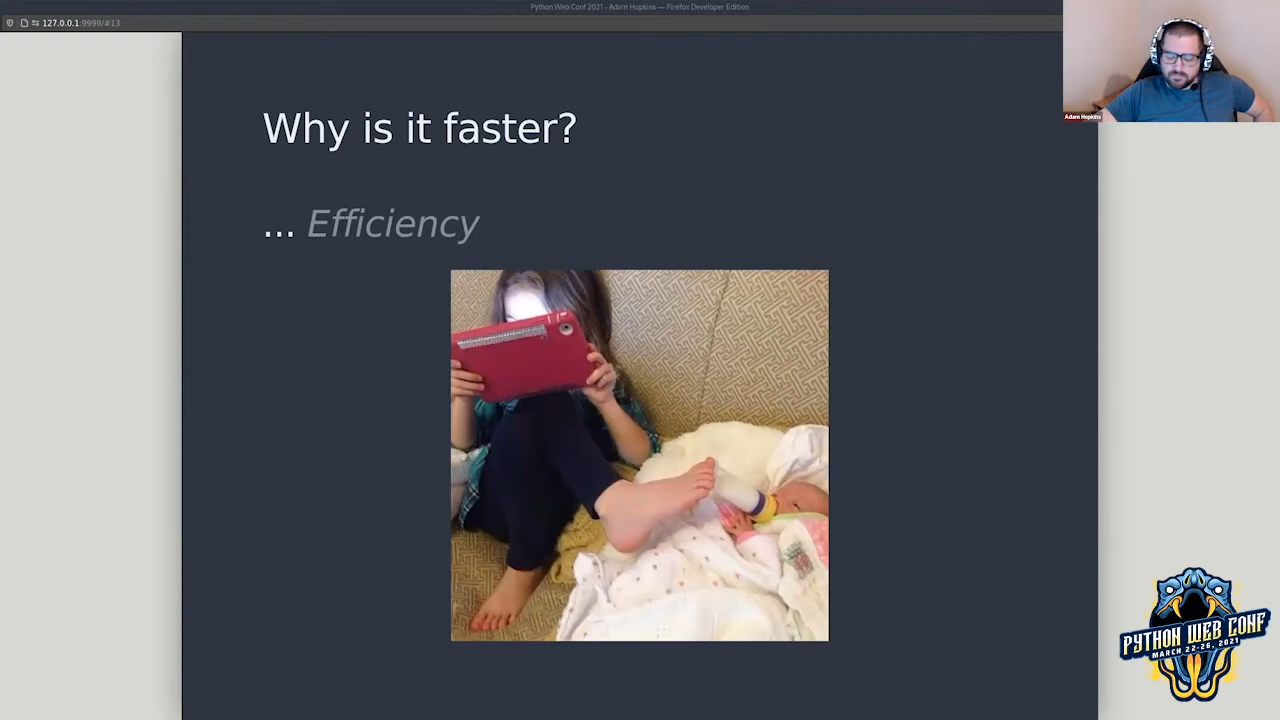 Python Web Conf 2021 - Adam Hopkins — Firefox Developer Edition
127.0.0.1:9999/#13
Adam Hopkins
Why is it faster?
... Efficiency
PYTHON WEB CONF
MARCH 22-26, 2021